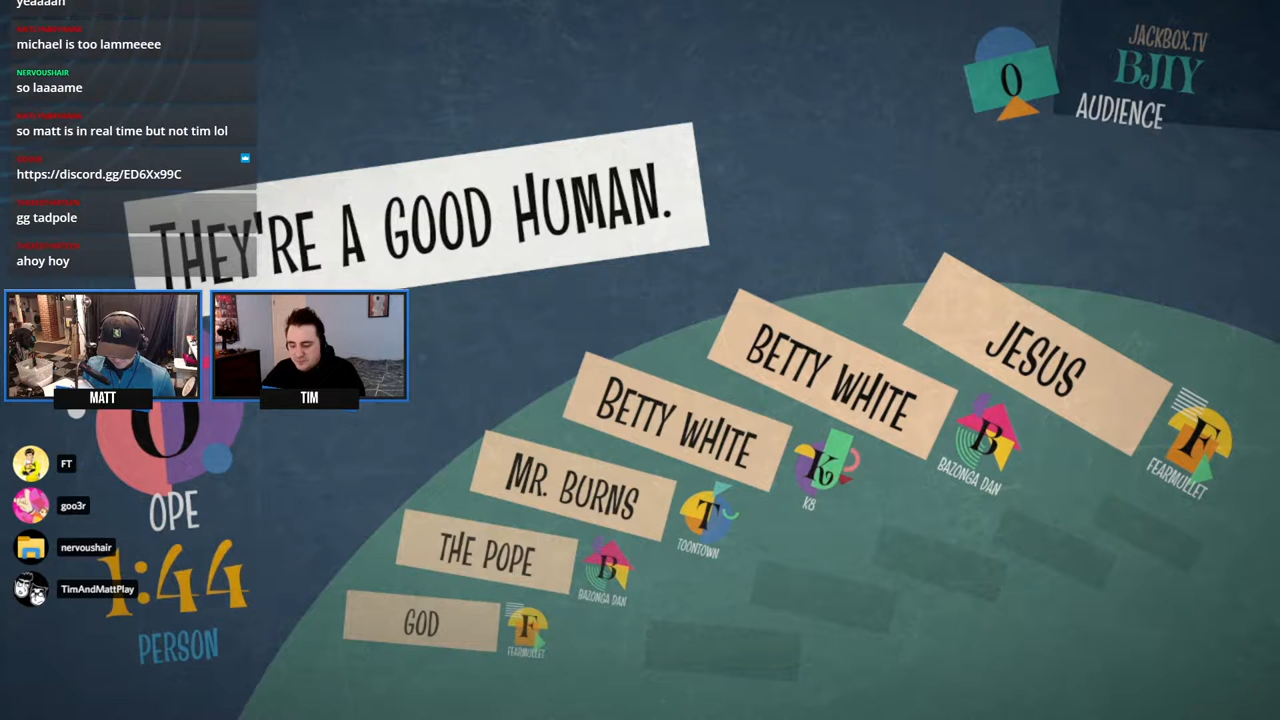 yeaaaah
michael is too lammeeee
NERVOUSHAIR
so laaaame
so matt is in real time but not tim lol
https://discord.gg/ED6Xx99C
gg tadpole
ahoy hoy
JACKBOX.TV
BJIY
AUDIENCE
0
THEY'RE A GOOD HUMAN.
MATT
TIM
JESUS
F
FEARMULLET
BETTY WHITE
B
BAZONGA DAN
BETTY WHITE
K
K8
MR. BURNS
T
TOONTOWN
THE POPE
B
BAZONGA DAN
GOD
F
FEARMULLET
O
OPE
1:44
PERSON
FT
goo3r
nervoushair
TimAndMattPlay